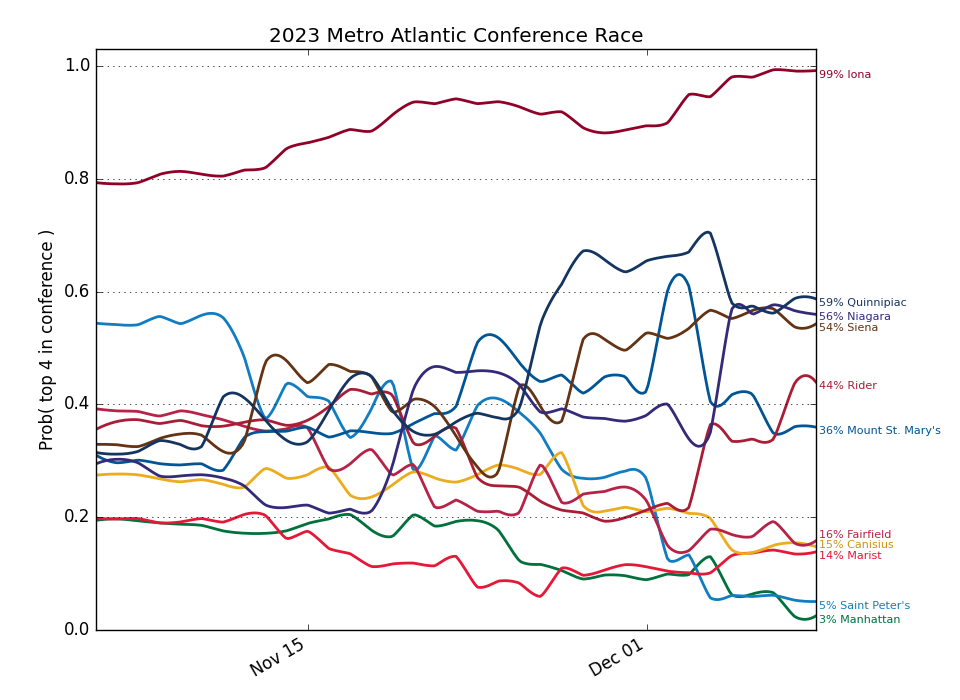 2023 Metro Atlantic Conference Race
Prob( top 4 in conference )
1.0
0.8
0.6
0.4
0.2
0.0
Nov 15
Dec 01
99% Iona
59% Quinnipiac
56% Niagara
54% Siena
44% Rider
36% Mount St. Mary's
16% Fairfield
15% Canisius
14% Marist
5% Saint Peter's
3% Manhattan